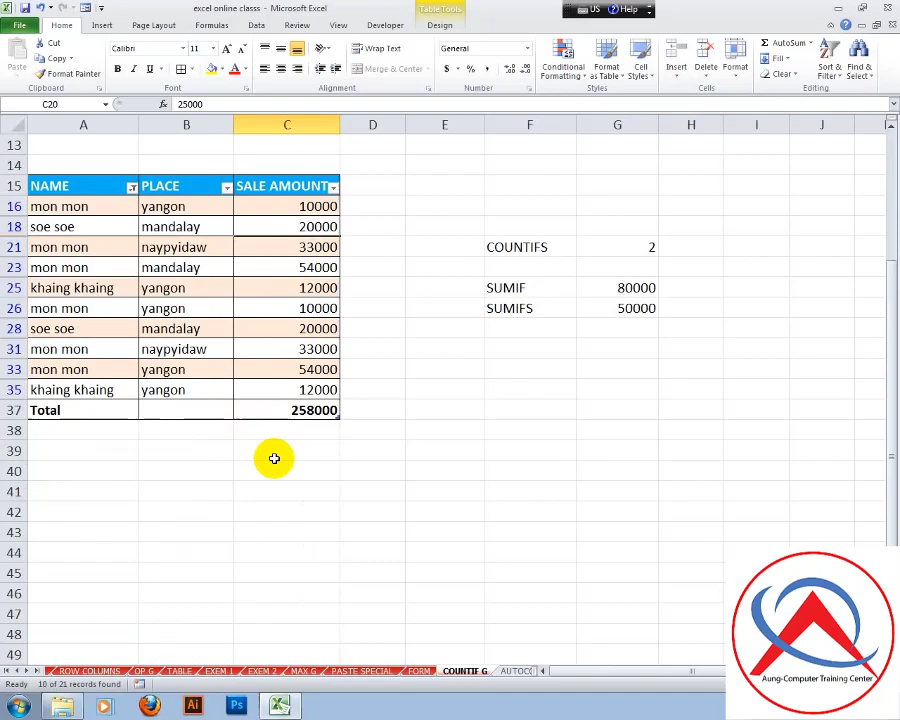 excel online classs - Microsoft Excel
Table Tools
US
Help
File
Home
Insert
Page Layout
Formulas
Data
Review
View
Developer
Design
Paste
Cut
Copy
Format Painter
Calibri
11
B I U
Wrap Text
Merge & Center
General
$ % ,
Conditional Formatting
Format as Table
Cell Styles
Insert
Delete
Format
AutoSum
Fill
Clear
Sort & Filter
Find & Select
Clipboard
Font
Alignment
Number
Styles
Cells
Editing
C20
fx
25000
A B C D E F G H I J
13
14
15 NAME PLACE SALE AMOUNT
16 mon mon yangon 10000
18 soe soe mandalay 20000
21 mon mon naypyidaw 33000 COUNTIFS 2
23 mon mon mandalay 54000
25 khaing khaing yangon 12000 SUMIF 80000
26 mon mon yangon 10000 SUMIFS 50000
28 soe soe mandalay 20000
31 mon mon naypyidaw 33000
33 mon mon yangon 54000
35 khaing khaing yangon 12000
37 Total 258000
38
39
40
41
42
43
44
45
46
47
48
49
Aung-Computer Training Center
ROW COLUMNS OP G TABLE EXEM 1 EXEM 2 MAX G PASTE SPECIAL FORM COUNTIF G
Ready 10 of 21 records found
Ai
Ps